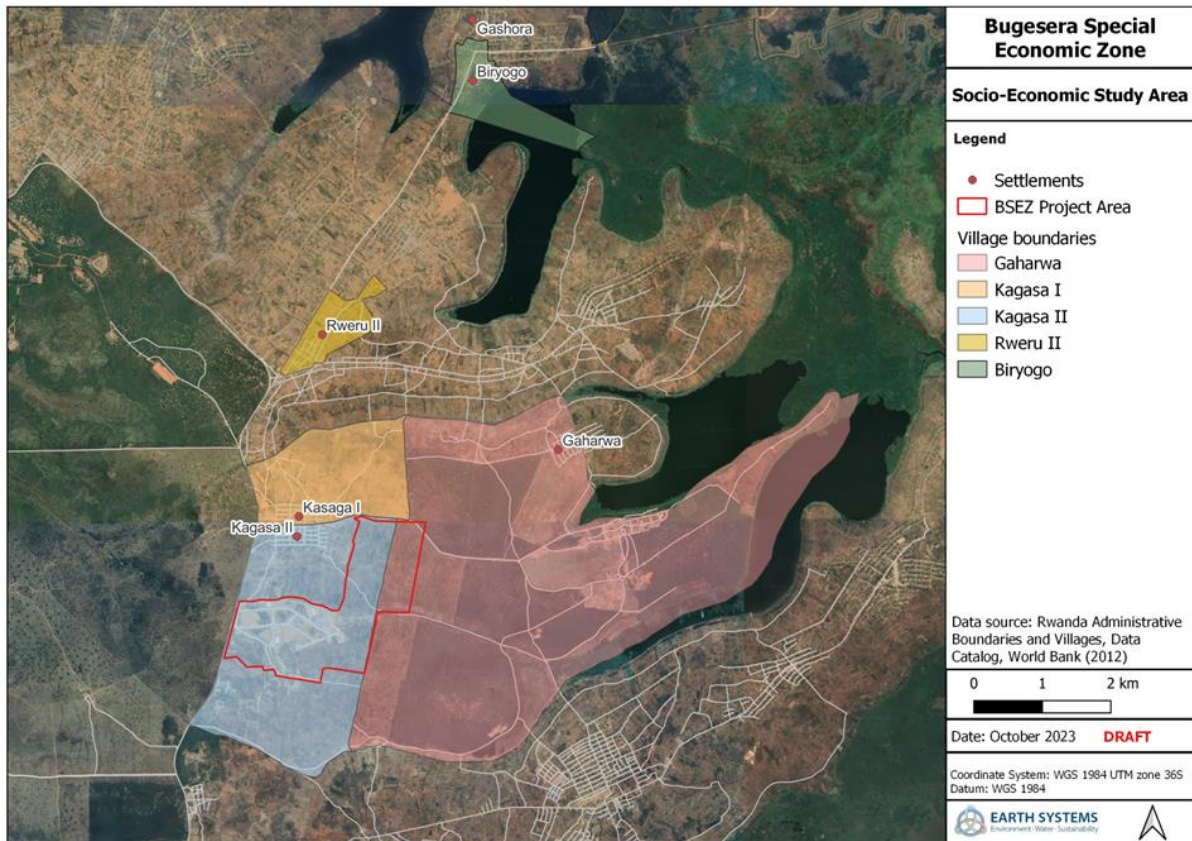 Gashora
Biryogo
Rweru II
Gaharwa
Kasaga I
Kagasa II
Bugesera Special
Economic Zone
Socio-Economic Study Area
Legend
Settlements
BSEZ Project Area
Village boundaries
Gaharwa
Kagasa I
Kagasa II
Rweru II
Biryogo
Data source: Rwanda Administrative
Boundaries and Villages, Data
Catalog, World Bank (2012)
0 1 2 km
Date: October 2023 DRAFT
Coordinate System: WGS 1984 UTM zone 36S
Datum: WGS 1984
EARTH SYSTEMS
Environment · Water · Sustainability